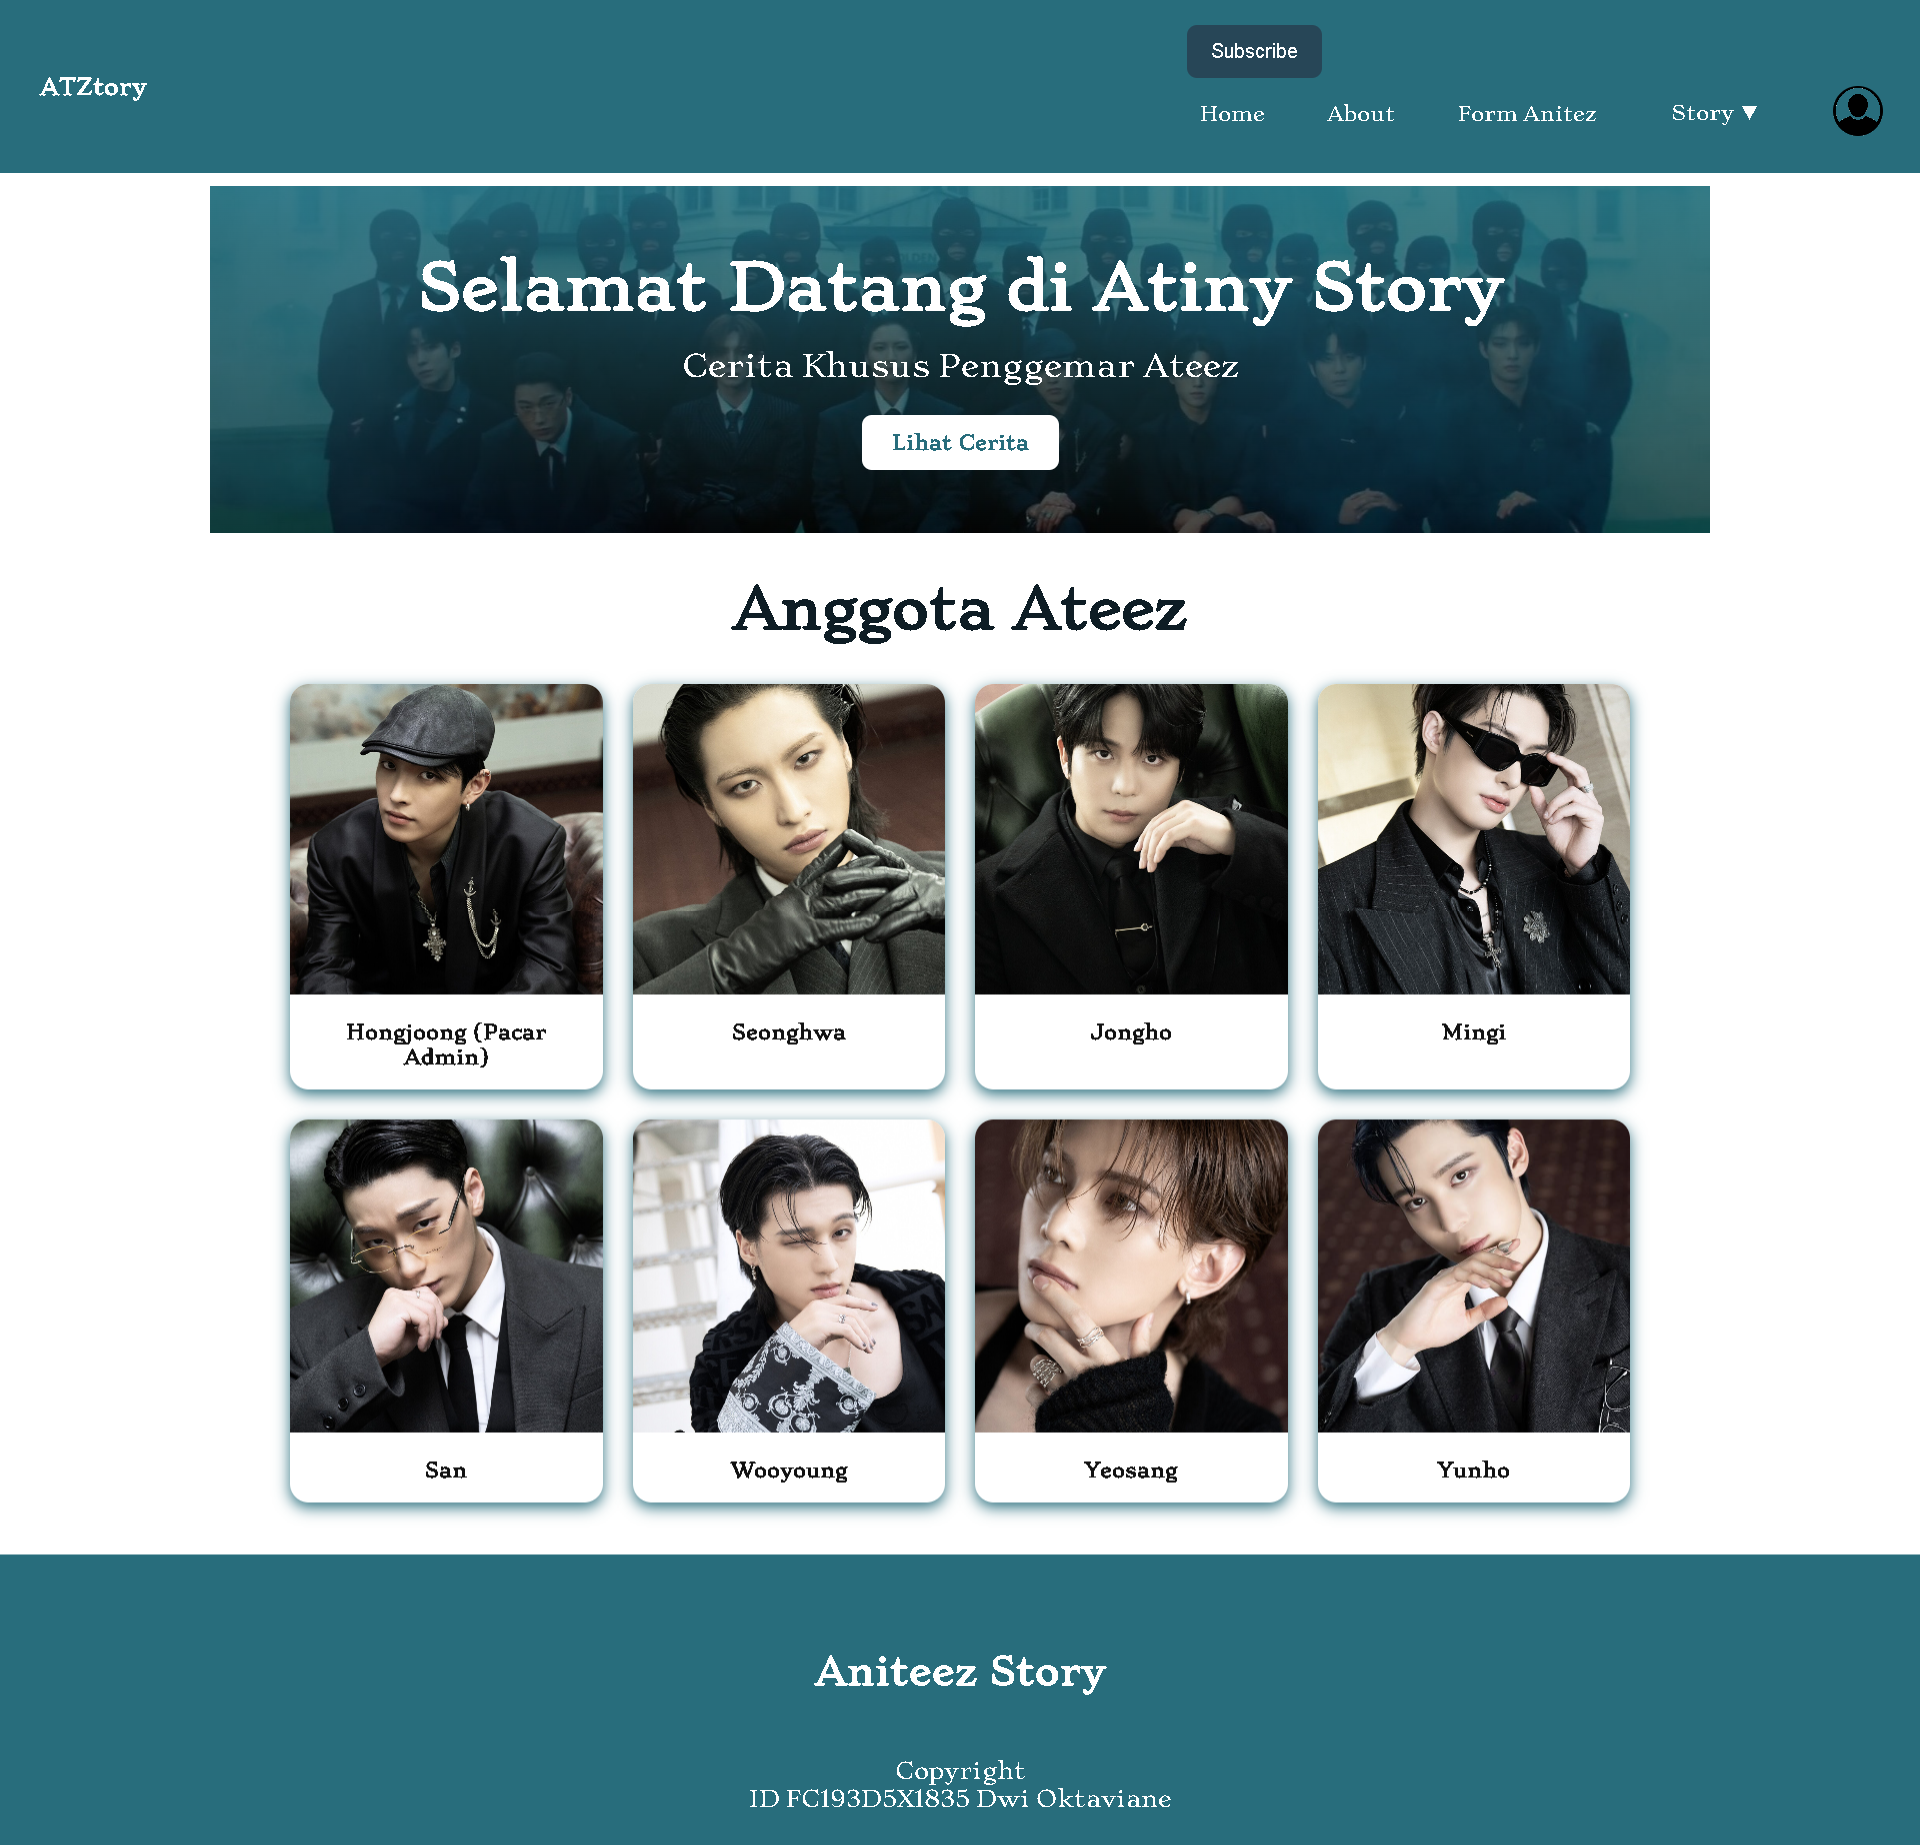 Subscribe
ATZtory
Home
About
Form Anitez
Story ▼
Selamat Datang di Atiny Story
Cerita Khusus Penggemar Ateez
Lihat Cerita
Anggota Ateez
Hongjoong (Pacar
Admin)
Seonghwa
Jongho
Mingi
San
Wooyoung
Yeosang
Yunho
Aniteez Story
Copyright
ID FC193D5X1835 Dwi Oktaviane